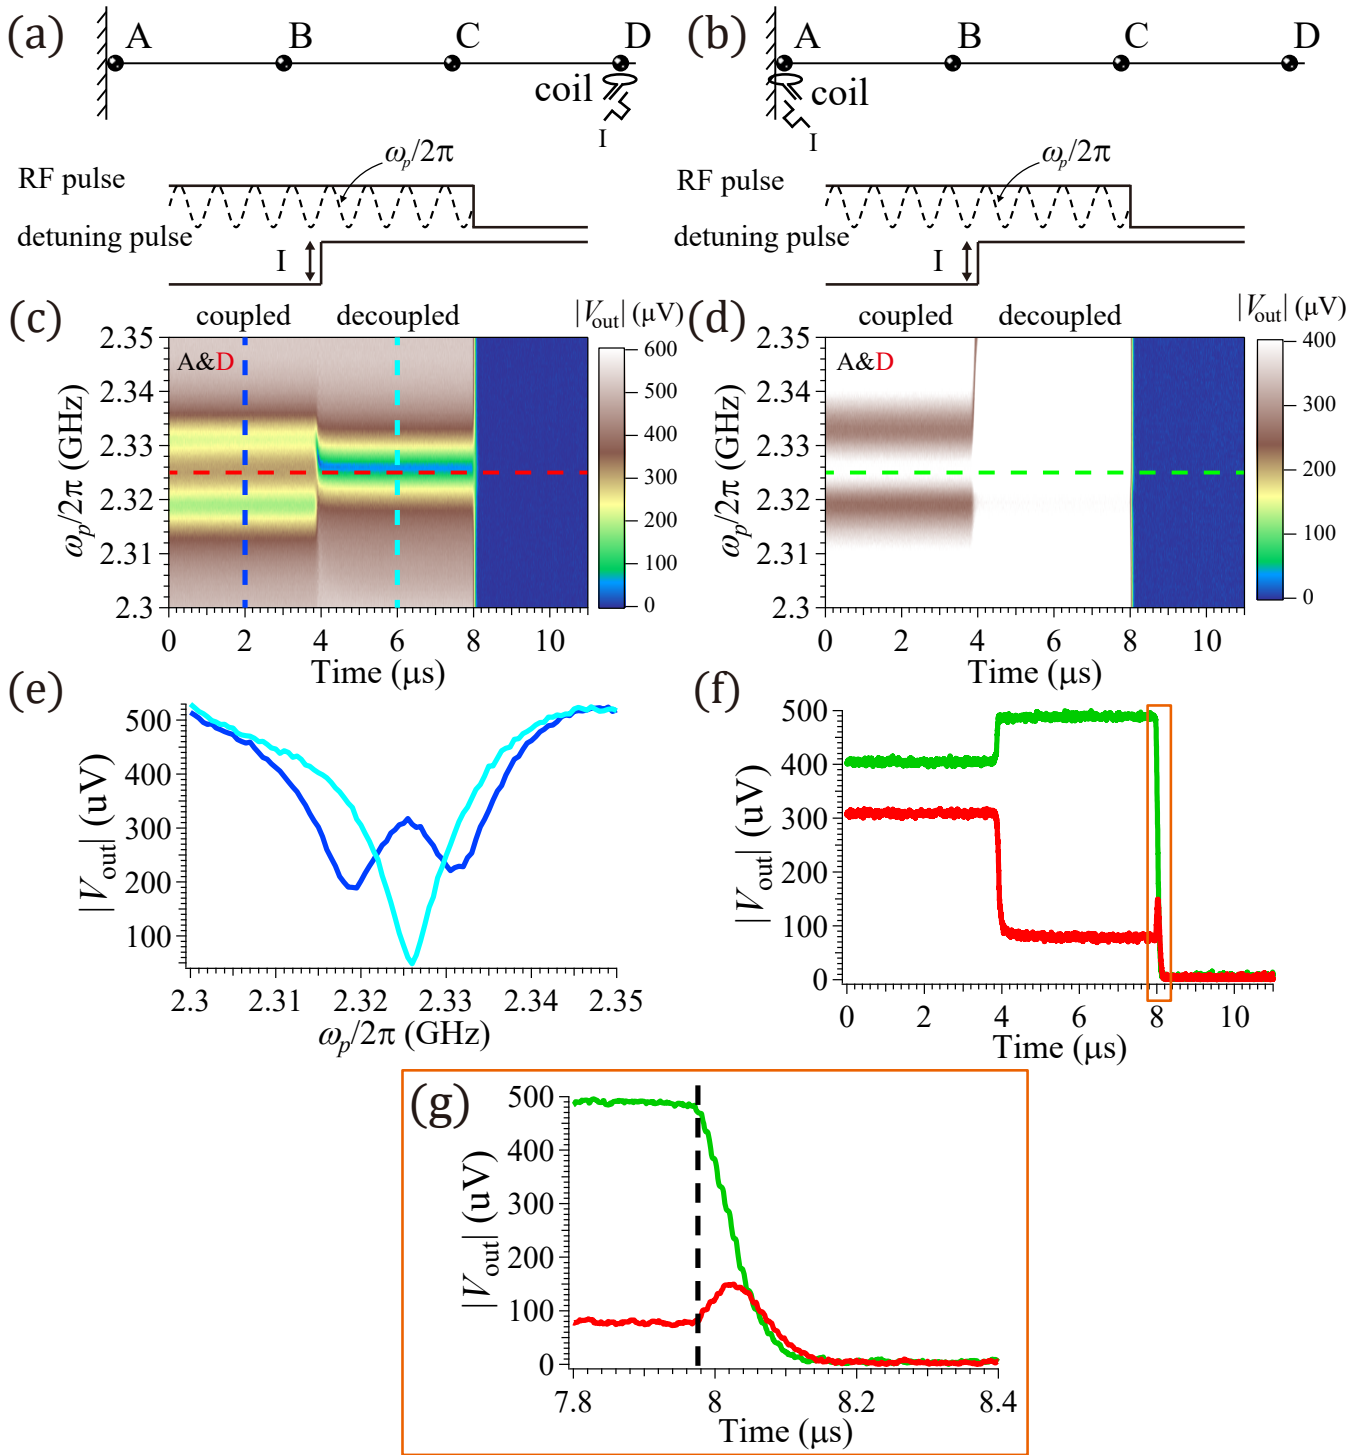 (a) A B C D
coil
I
RF pulse
ωp/2π
detuning pulse
I
(b) A B C D
coil
I
RF pulse
ωp/2π
detuning pulse
I
(c) coupled decoupled |Vout| (μV)
A&D
2.35
2.34
2.33
2.32
2.31
2.3
ωp/2π (GHz)
0 2 4 6 8 10
Time (μs)
600
500
400
300
200
100
0
(d) coupled decoupled |Vout| (μV)
A&D
2.35
2.34
2.33
2.32
2.31
2.3
ωp/2π (GHz)
0 2 4 6 8 10
Time (μs)
400
300
200
100
0
(e)
500
400
300
200
100
|Vout| (uV)
2.3 2.31 2.32 2.33 2.34 2.35
ωp/2π (GHz)
(f)
500
400
300
200
100
0
|Vout| (uV)
0 2 4 6 8 10
Time (μs)
(g)
500
400
300
200
100
0
|Vout| (uV)
7.8 8 8.2 8.4
Time (μs)